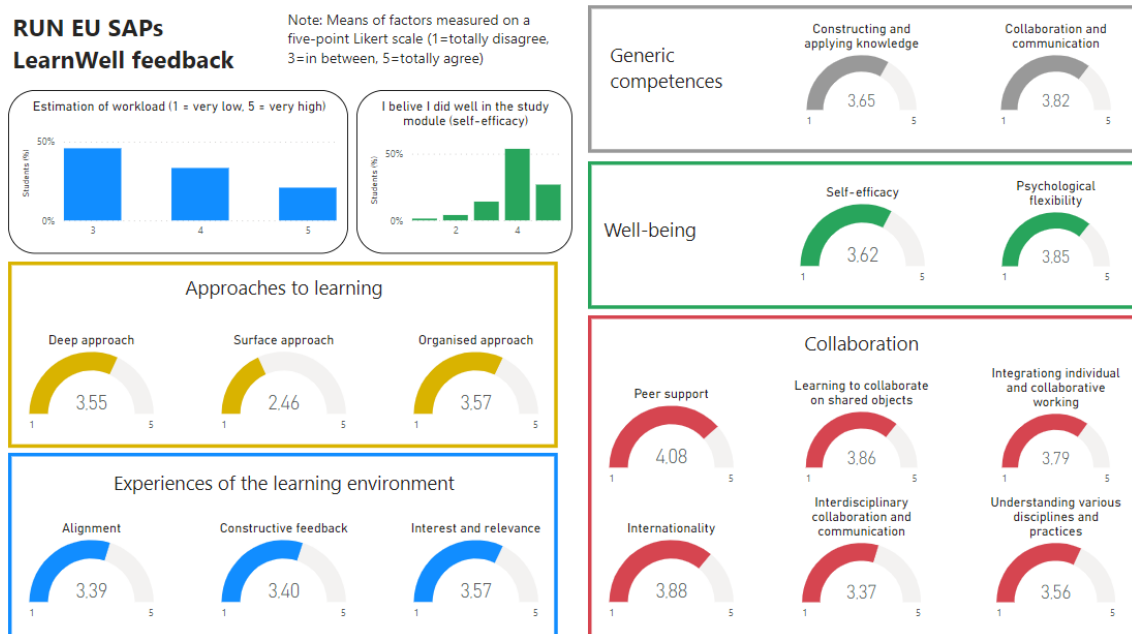 RUN EU SAPs
LearnWell feedback
Note: Means of factors measured on a
five-point Likert scale (1=totally disagree,
3=in between, 5=totally agree)
Estimation of workload (1 = very low, 5 = very high)
Students (%)
50%
0%
3
4
5
I belive I did well in the study
module (self-efficacy)
Students (%)
50%
0%
2
4
Approaches to learning
Deep approach
3.55
1
5
Surface approach
2.46
1
5
Organised approach
3.57
1
5
Experiences of the learning environment
Alignment
3.39
1
5
Constructive feedback
3.40
1
5
Interest and relevance
3.57
1
5
Generic
competences
Constructing and
applying knowledge
3.65
1
5
Collaboration and
communication
3.82
1
5
Well-being
Self-efficacy
3.62
1
5
Psychological
flexibility
3.85
1
5
Collaboration
Peer support
4.08
1
5
Learning to collaborate
on shared objects
3.86
1
5
Integrationg individual
and collaborative
working
3.79
1
5
Internationality
3.88
1
5
Interdisciplinary
collaboration and
communication
3.37
1
5
Understanding various
disciplines and
practices
3.56
1
5